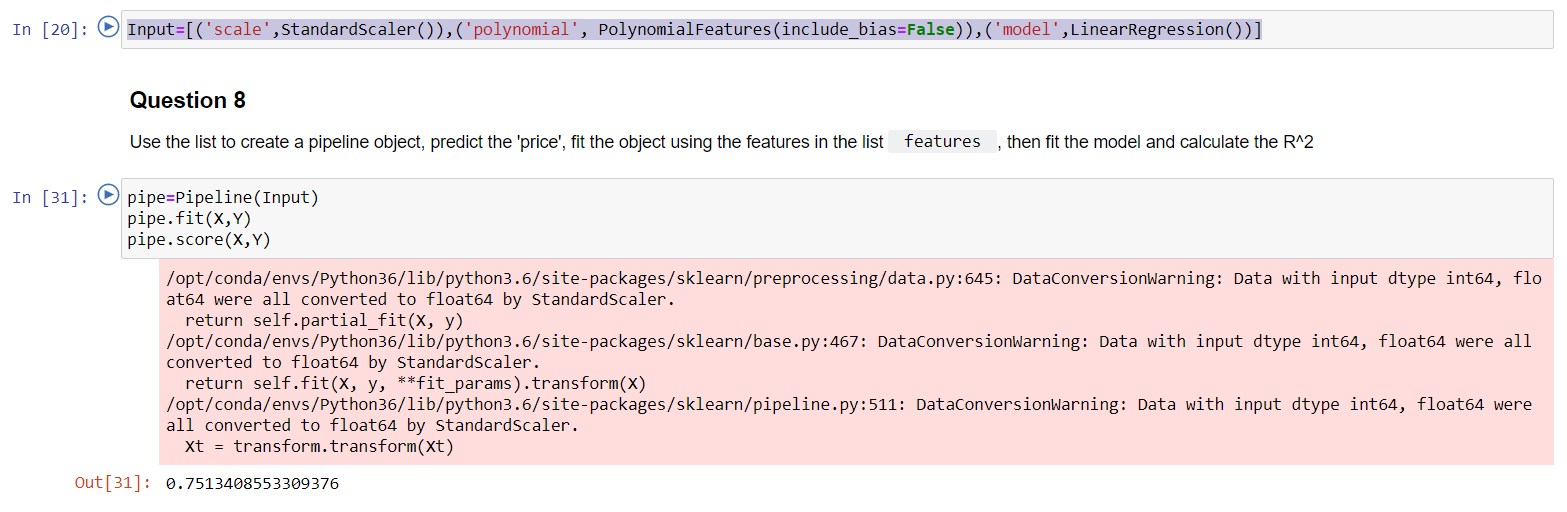 In [20]: Input=[('scale',StandardScaler()),('polynomial', PolynomialFeatures(include_bias=False)),('model',LinearRegression())]
Question 8
Use the list to create a pipeline object, predict the 'price', fit the object using the features in the list features , then fit the model and calculate the R^2
In [31]: pipe=Pipeline(Input)
pipe.fit(X,Y)
pipe.score(X,Y)
/opt/conda/envs/Python36/lib/python3.6/site-packages/sklearn/preprocessing/data.py:645: DataConversionWarning: Data with input dtype int64, flo
at64 were all converted to float64 by StandardScaler.
  return self.partial_fit(X, y)
/opt/conda/envs/Python36/lib/python3.6/site-packages/sklearn/base.py:467: DataConversionWarning: Data with input dtype int64, float64 were all
converted to float64 by StandardScaler.
  return self.fit(X, y, **fit_params).transform(X)
/opt/conda/envs/Python36/lib/python3.6/site-packages/sklearn/pipeline.py:511: DataConversionWarning: Data with input dtype int64, float64 were
all converted to float64 by StandardScaler.
  Xt = transform.transform(Xt)
Out[31]: 0.7513408553309376